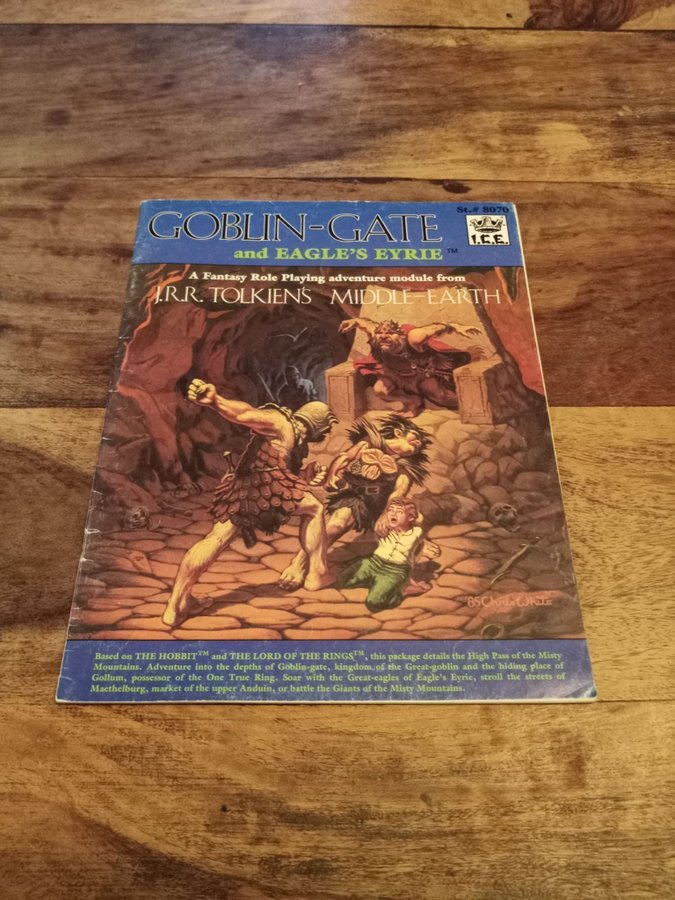 St.# 8070
GOBLIN-GATE
and EAGLE'S EYRIE™
I.C.E.
A Fantasy Role Playing adventure module from
J.R.R. TOLKIEN'S MIDDLE-EARTH
Based on THE HOBBIT™ and THE LORD OF THE RINGS™, this package details the High Pass of the Misty
Mountains. Adventure into the depths of Goblin-gate, kingdom of the Great-goblin and the hiding place of
Gollum, possessor of the One True Ring. Soar with the Great-eagles of Eagle's Eyrie, stroll the streets of
Maethelburg, market of the upper Anduin, or battle the Giants of the Misty Mountains.